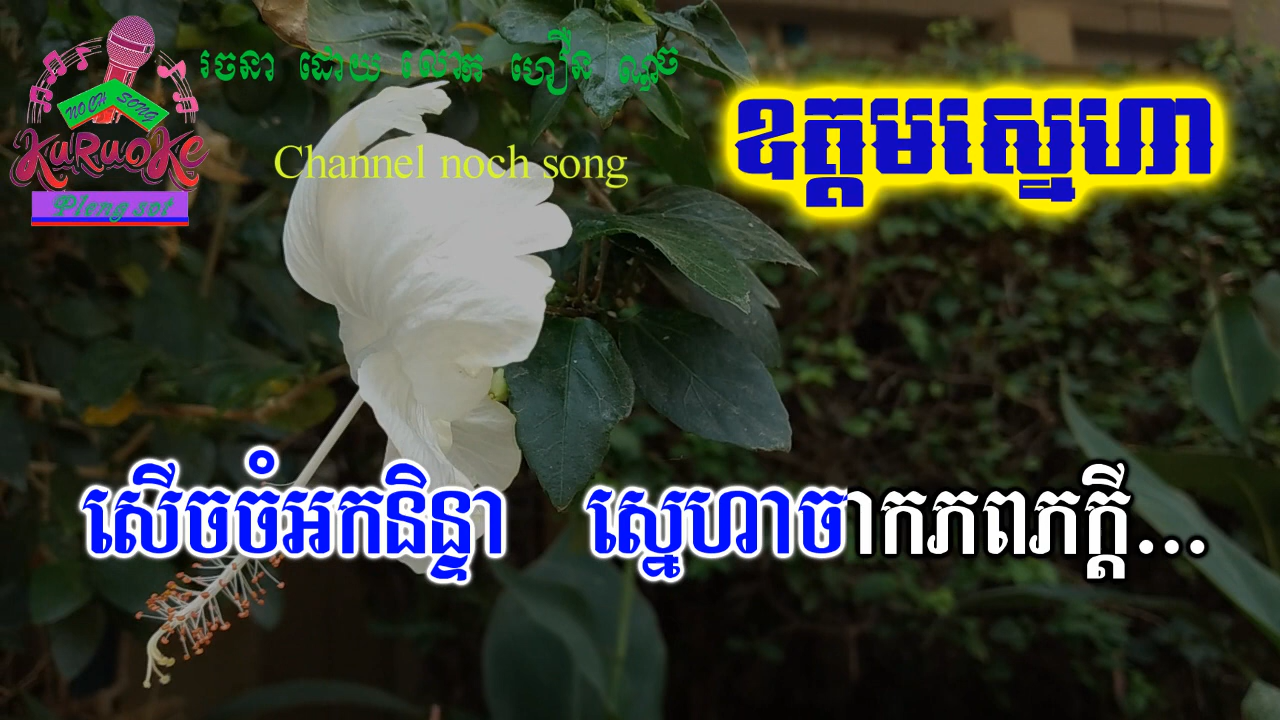 រចនា ដោយ លោក ហឿន ណុច
NOCH SONG
KaRuoKe
Pleng sot
Channel noch song
ឧត្តមស្នេហា
សើចចំអកនិន្ទា ស្នេហាចាកភពភក្ដី...